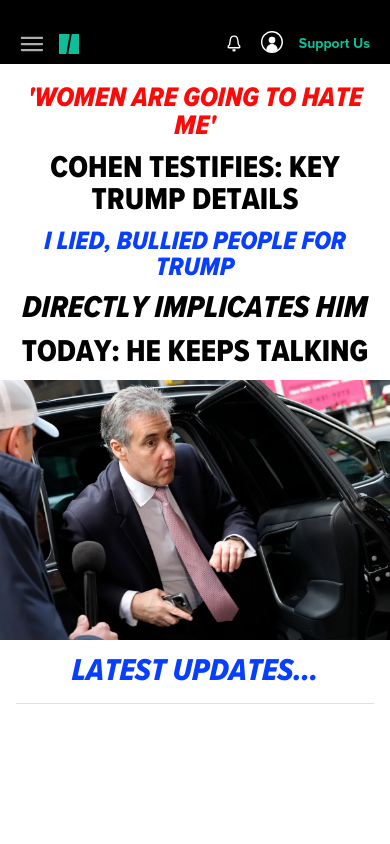 Support Us
'WOMEN ARE GOING TO HATE
ME'
COHEN TESTIFIES: KEY
TRUMP DETAILS
I LIED, BULLIED PEOPLE FOR
TRUMP
DIRECTLY IMPLICATES HIM
TODAY: HE KEEPS TALKING
LATEST UPDATES...